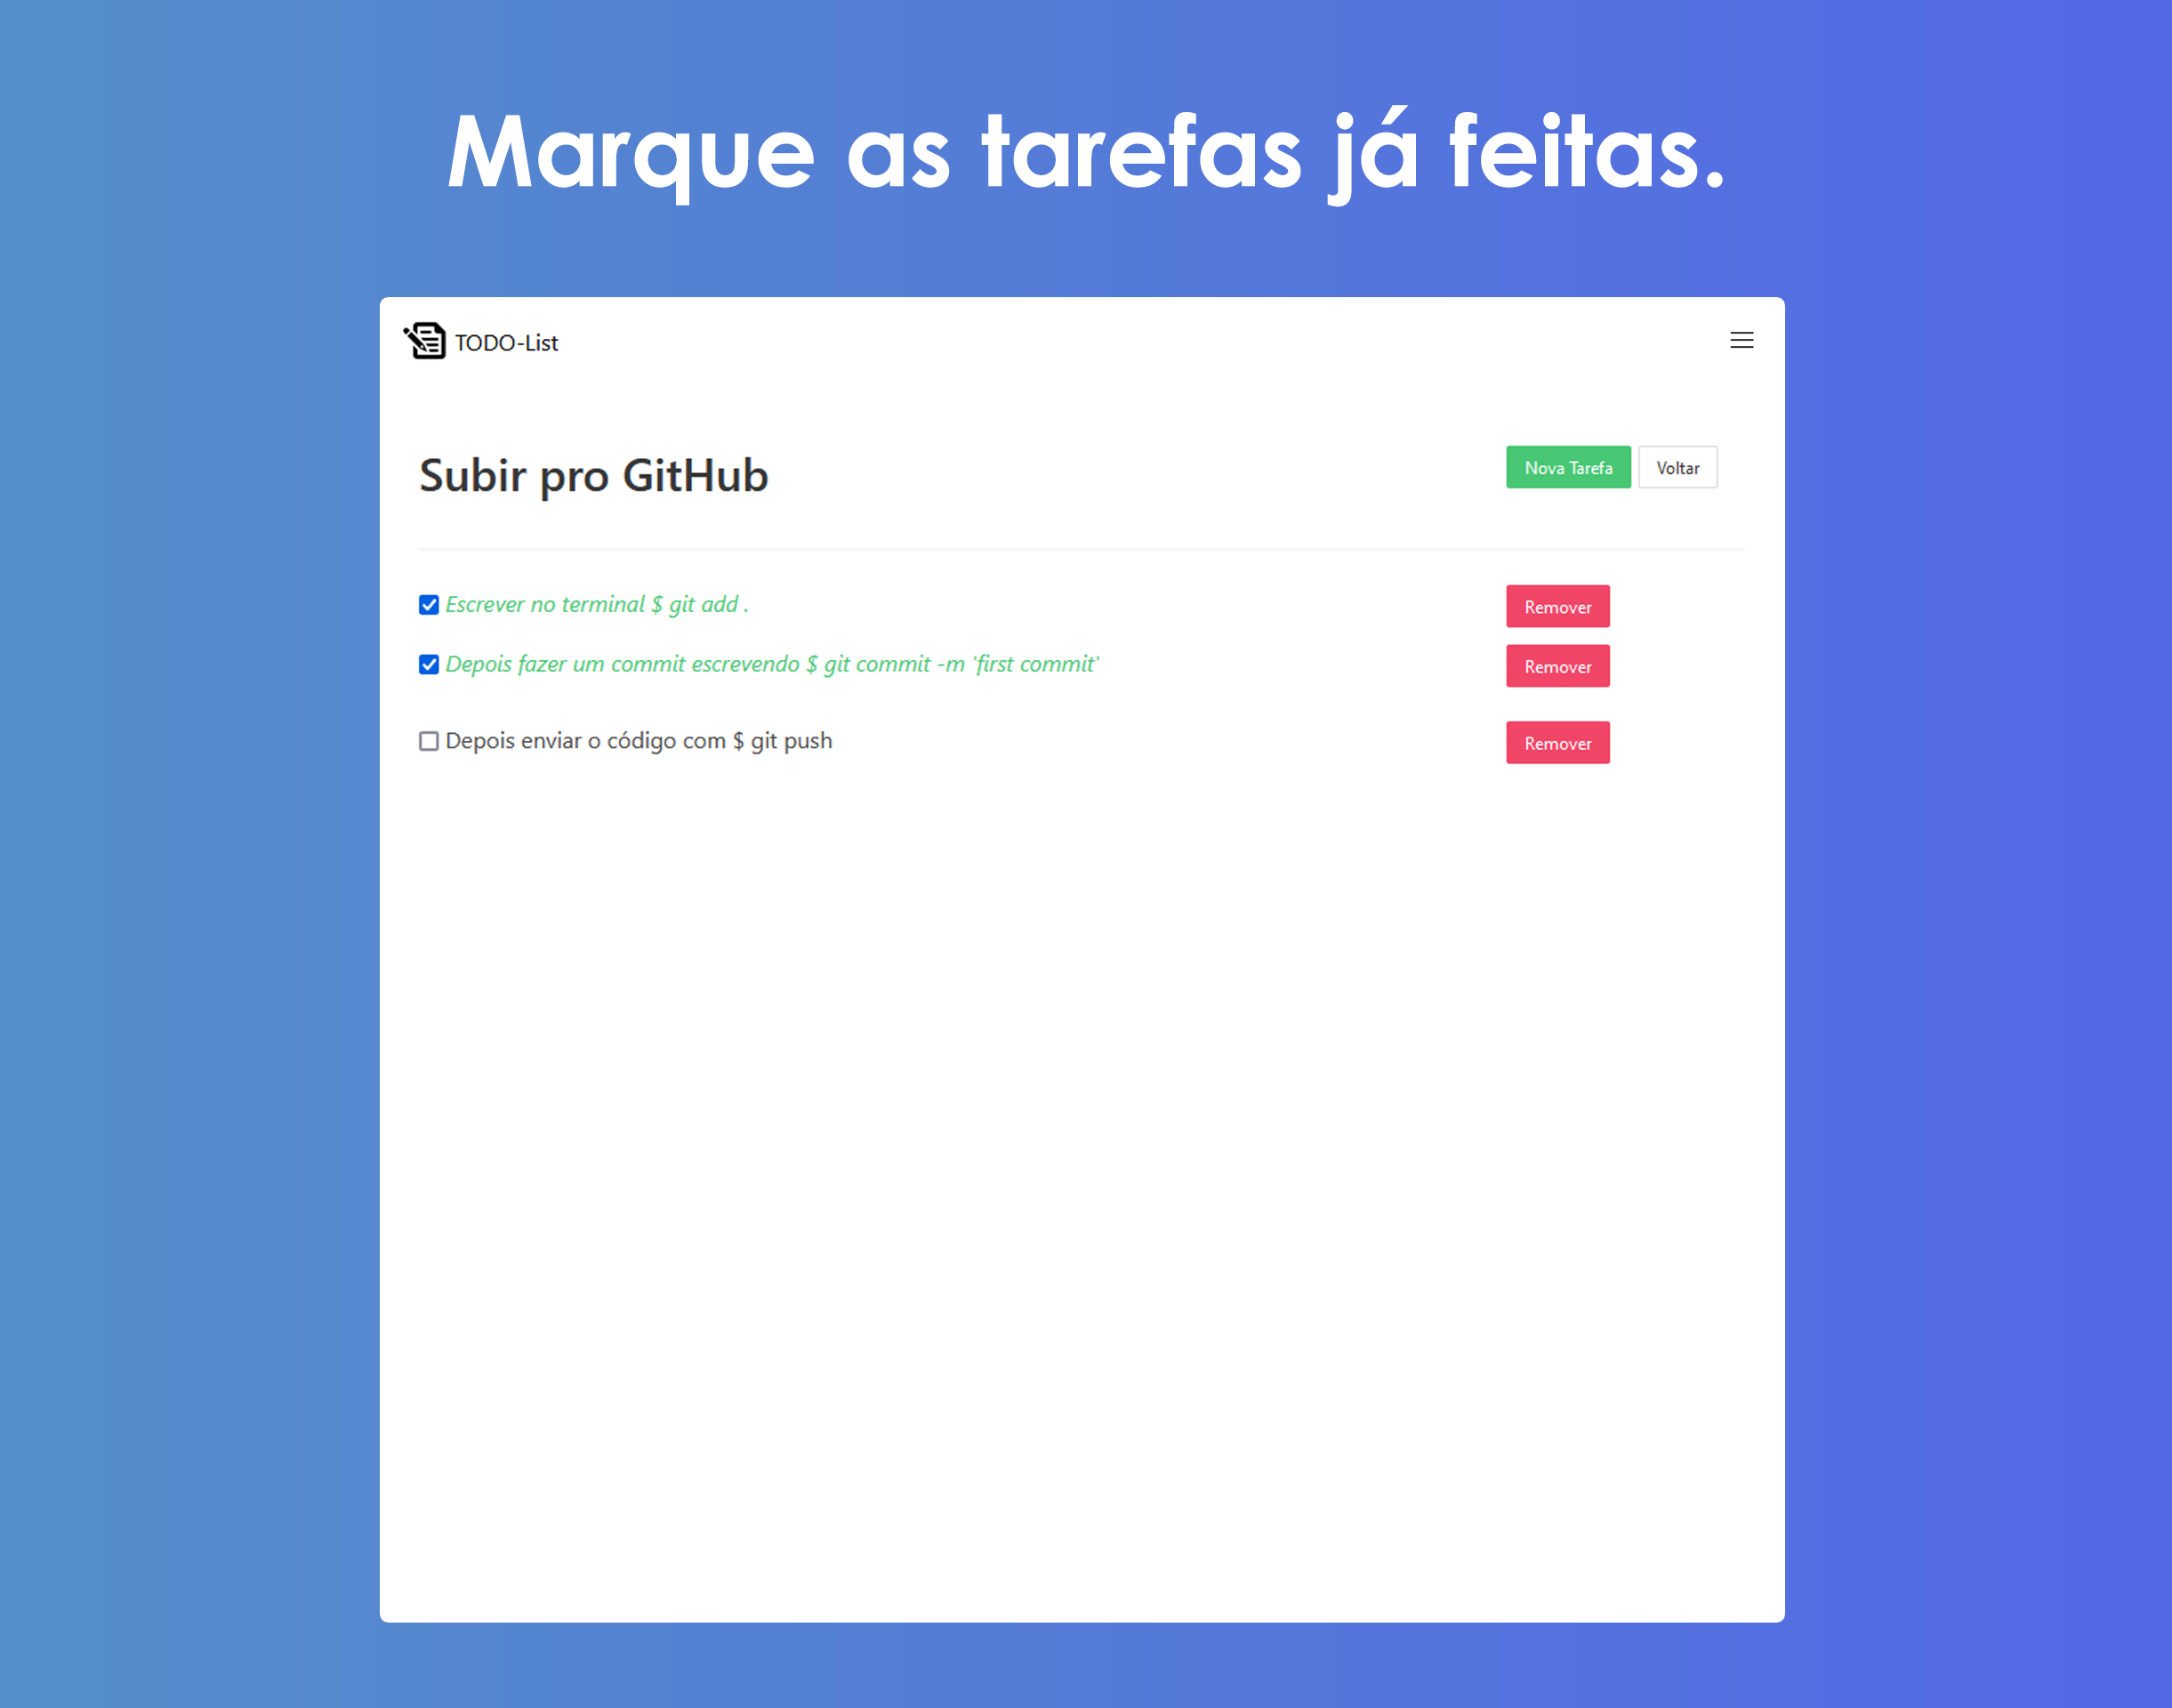 Marque as tarefas já feitas.
TODO-List
Subir pro GitHub
Nova Tarefa
Voltar
Escrever no terminal $ git add .
Remover
Depois fazer um commit escrevendo $ git commit -m 'first commit'
Remover
Depois enviar o código com $ git push
Remover